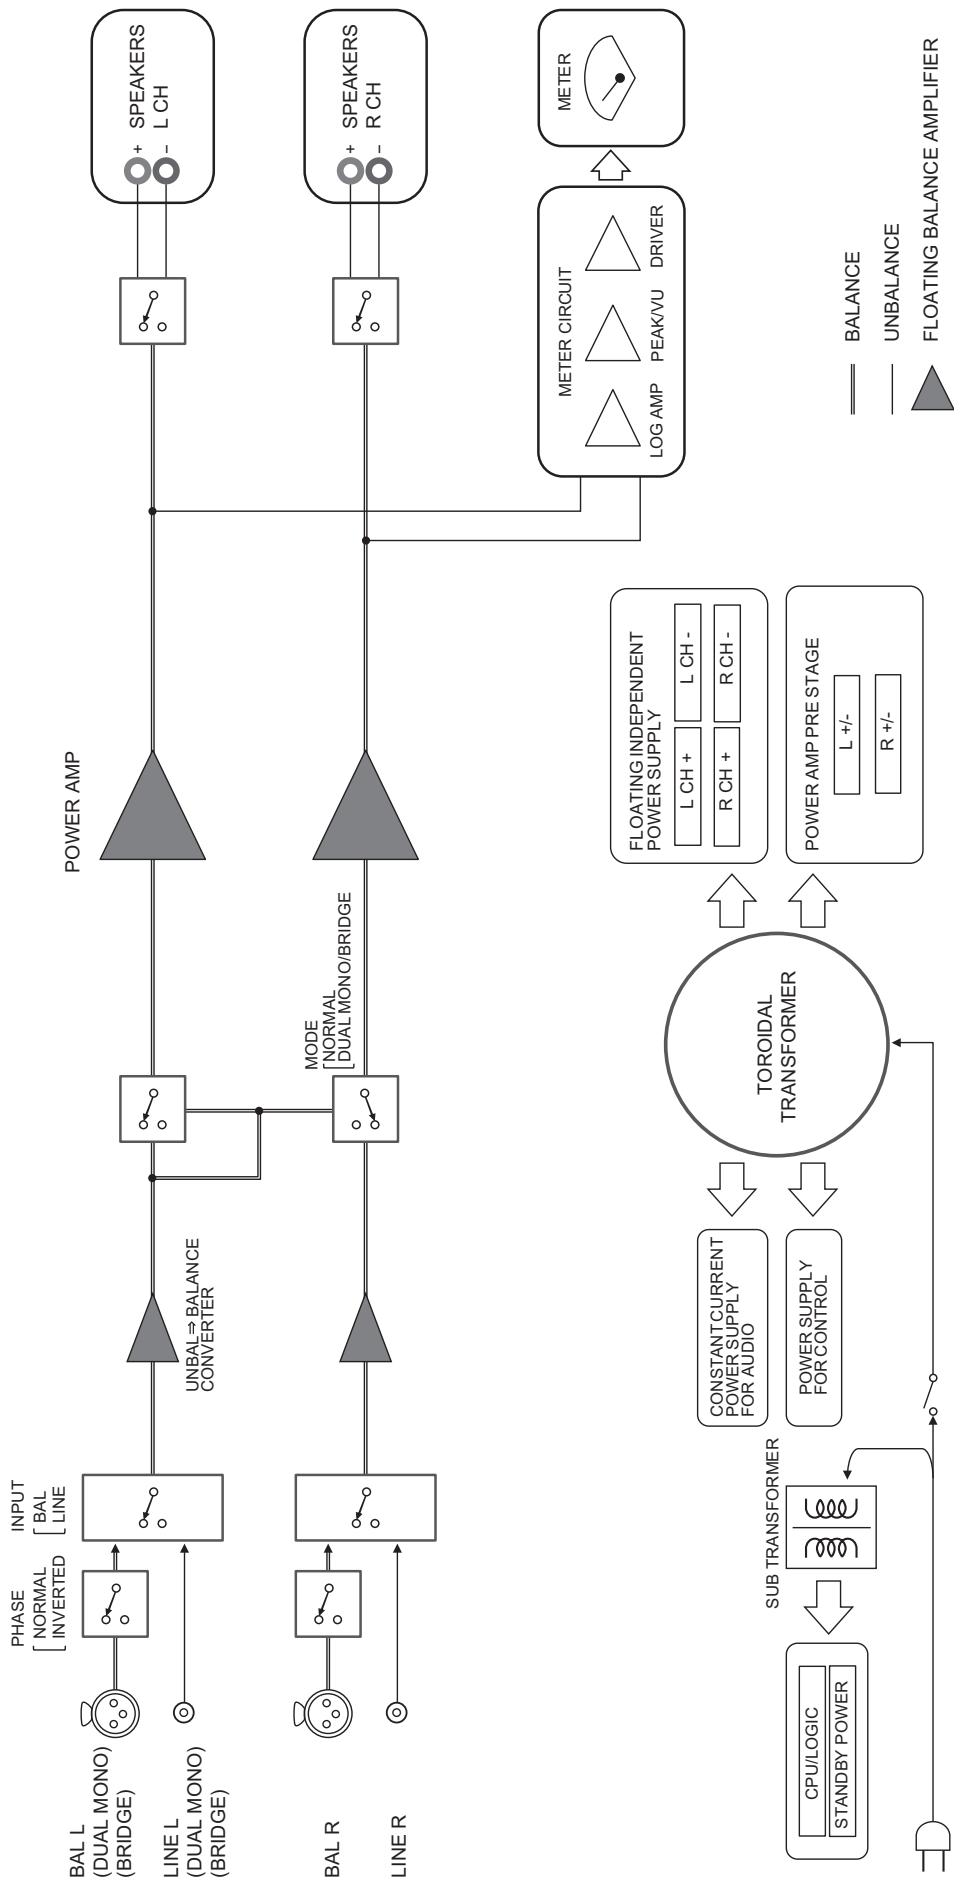 BAL L
(DUAL MONO)
(BRIDGE)
LINE L
(DUAL MONO)
(BRIDGE)
BAL R
LINE R
PHASE
NORMAL
INVERTED
INPUT
BAL
LINE
UNBAL⇒BALANCE
CONVERTER
MODE
NORMAL
DUAL MONO/BRIDGE
POWER AMP
+
SPEAKERS
L CH
-
+
SPEAKERS
R CH
-
METER CIRCUIT
LOG AMP
PEAK/VU
DRIVER
METER
CPU/LOGIC
STANDBY POWER
SUB TRANSFORMER
CONSTANT CURRENT
POWER SUPPLY
FOR AUDIO
POWER SUPPLY
FOR CONTROL
TOROIDAL
TRANSFORMER
FLOATING INDEPENDENT
POWER SUPPLY
L CH +
L CH -
R CH +
R CH -
POWER AMP PRE STAGE
L +/-
R +/-
BALANCE
UNBALANCE
FLOATING BALANCE AMPLIFIER